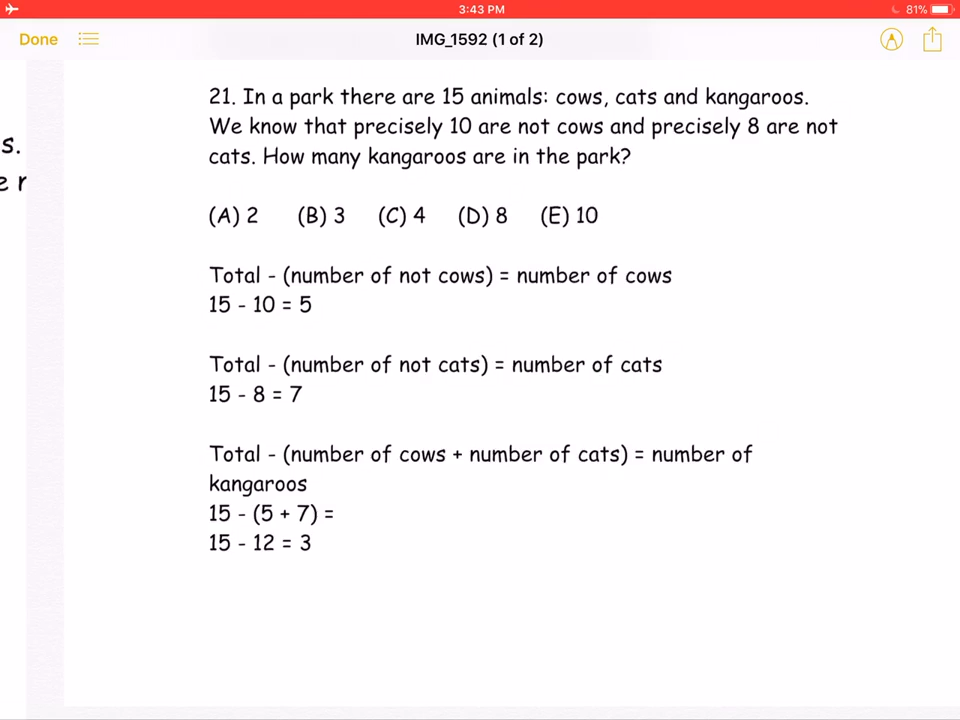 3:43 PM
81%
Done
IMG_1592 (1 of 2)
s.
e r
21. In a park there are 15 animals: cows, cats and kangaroos.
We know that precisely 10 are not cows and precisely 8 are not
cats. How many kangaroos are in the park?
(A) 2 (B) 3 (C) 4 (D) 8 (E) 10
Total - (number of not cows) = number of cows
15 - 10 = 5
Total - (number of not cats) = number of cats
15 - 8 = 7
Total - (number of cows + number of cats) = number of
kangaroos
15 - (5 + 7) =
15 - 12 = 3